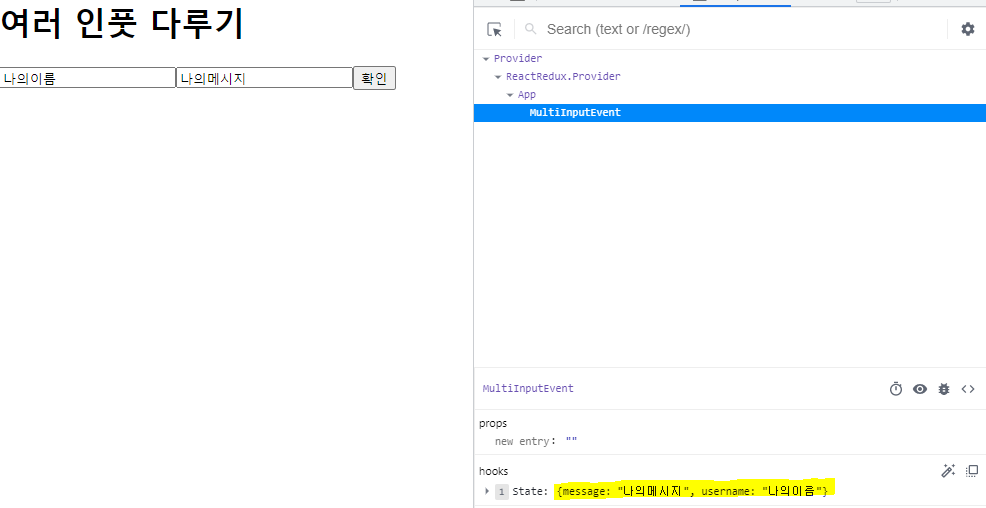 여러 인풋 다루기
나의이름 나의메시지 확인
Search (text or /regex/)
Provider
ReactRedux.Provider
App
MultiInputEvent
MultiInputEvent
props
new entry: ""
hooks
1 State: {message: "나의메시지", username: "나의이름"}